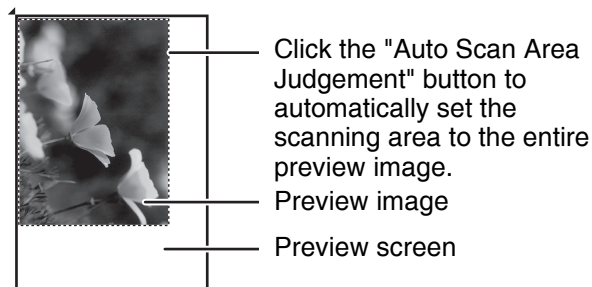 Click the "Auto Scan Area
Judgement" button to
automatically set the
scanning area to the entire
preview image.
Preview image
Preview screen